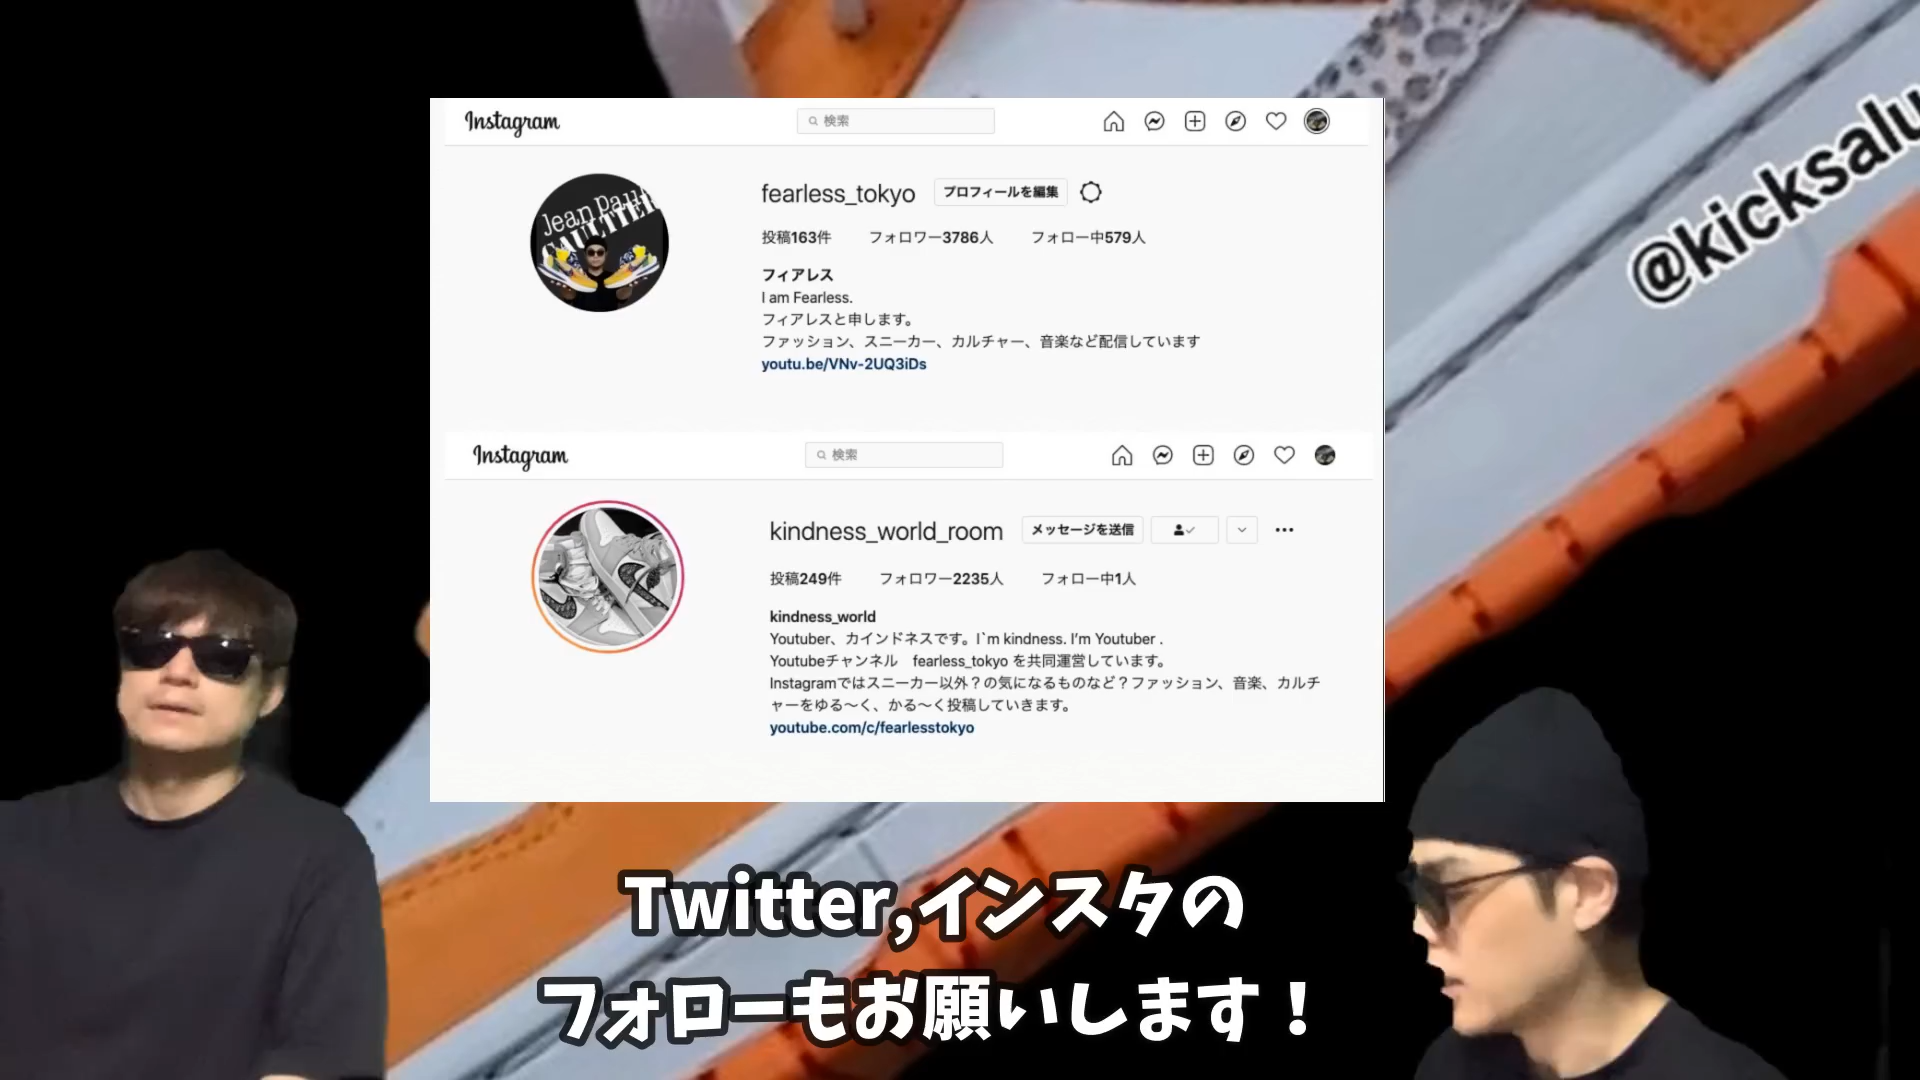 Instagram
検索
fearless_tokyo
プロフィールを編集
投稿163件 フォロワー3786人 フォロー中579人
フィアレス
I am Fearless.
フィアレスと申します。
ファッション、スニーカー、カルチャー、音楽など配信しています
youtu.be/VNv-2UQ3iDs
Jean Paul
GAULTIER
Instagram
検索
kindness_world_room
メッセージを送信
投稿249件 フォロワー2235人 フォロー中1人
kindness_world
Youtuber、カインドネスです。I`m kindness. I’m Youtuber .
Youtubeチャンネル fearless_tokyo を共同運営しています。
Instagramではスニーカー以外？の気になるものなど？ファッション、音楽、カルチ
ャーをゆる〜く、かる〜く投稿していきます。
youtube.com/c/fearlesstokyo
@kicksalu
Twitter,インスタの
フォローもお願いします！